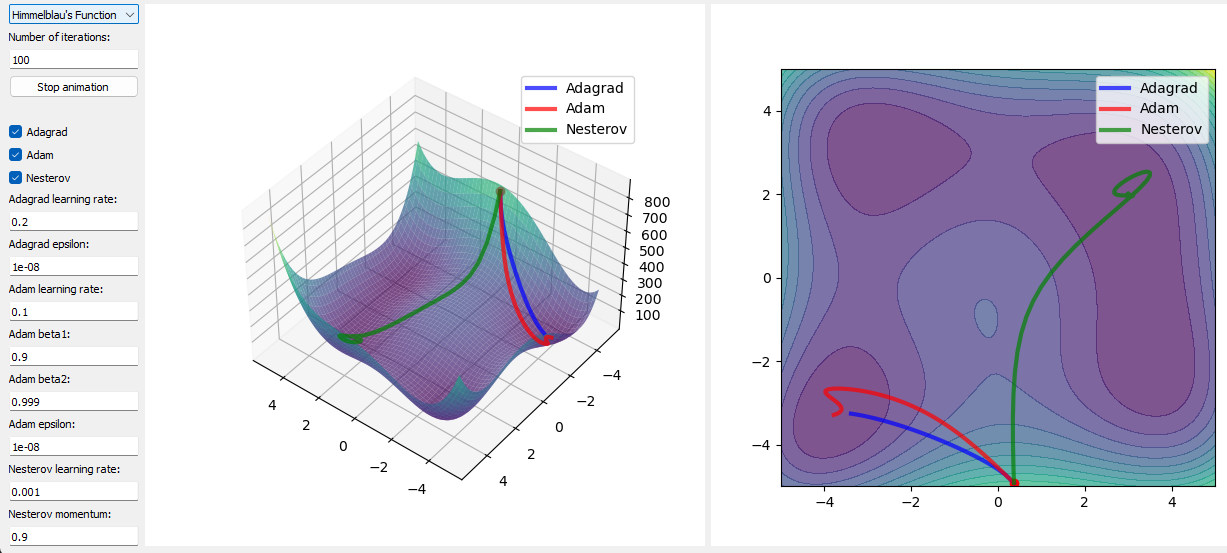 Himmelblau's Function
Number of iterations:
100
Stop animation
Adagrad
Adam
Nesterov
Adagrad learning rate:
0.2
Adagrad epsilon:
1e-08
Adam learning rate:
0.1
Adam beta1:
0.9
Adam beta2:
0.999
Adam epsilon:
1e-08
Nesterov learning rate:
0.001
Nesterov momentum:
0.9
Adagrad
Adam
Nesterov
800
700
600
500
400
300
200
100
4
2
0
−2
−4
−4
−2
0
2
4
Adagrad
Adam
Nesterov
4
2
0
−2
−4
−4
−2
0
2
4